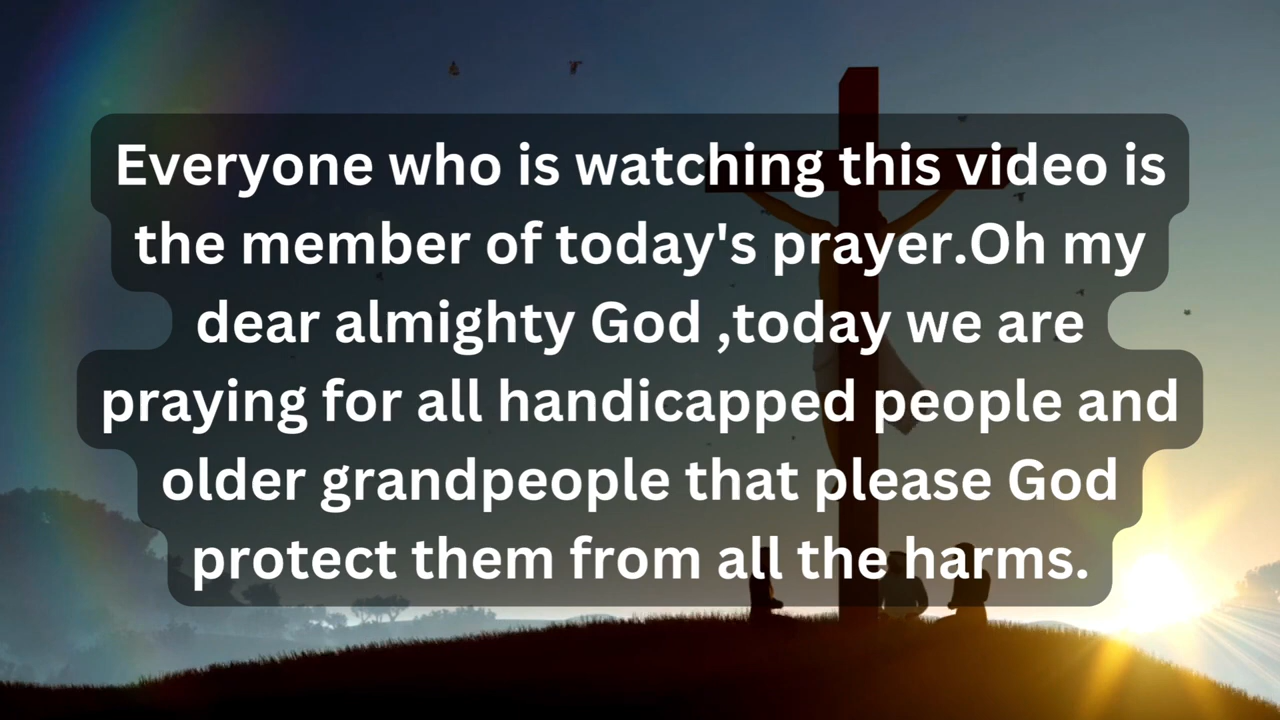 Everyone who is watching this video is
the member of today's prayer.Oh my
dear almighty God ,today we are
praying for all handicapped people and
older grandpeople that please God
protect them from all the harms.